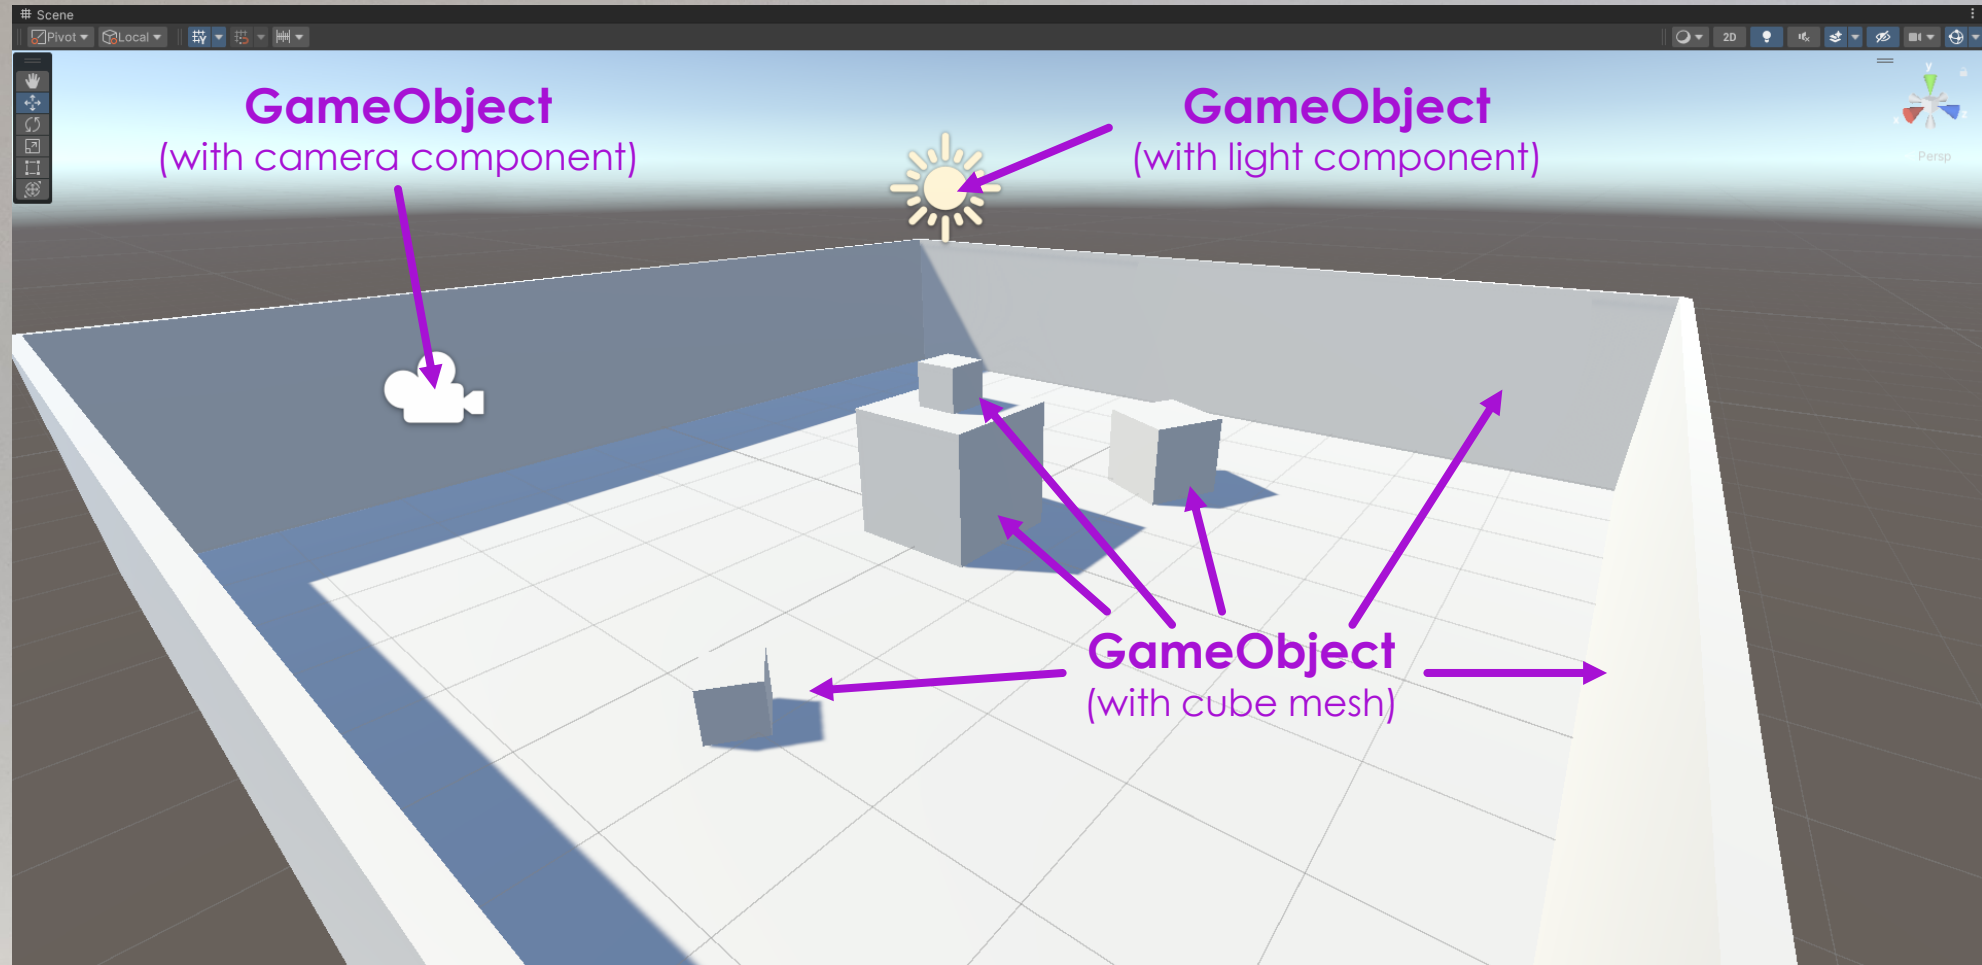 Scene
Pivot
Local
2D
GameObject
(with camera component)
GameObject
(with light component)
y
x
z
Persp
GameObject
(with cube mesh)